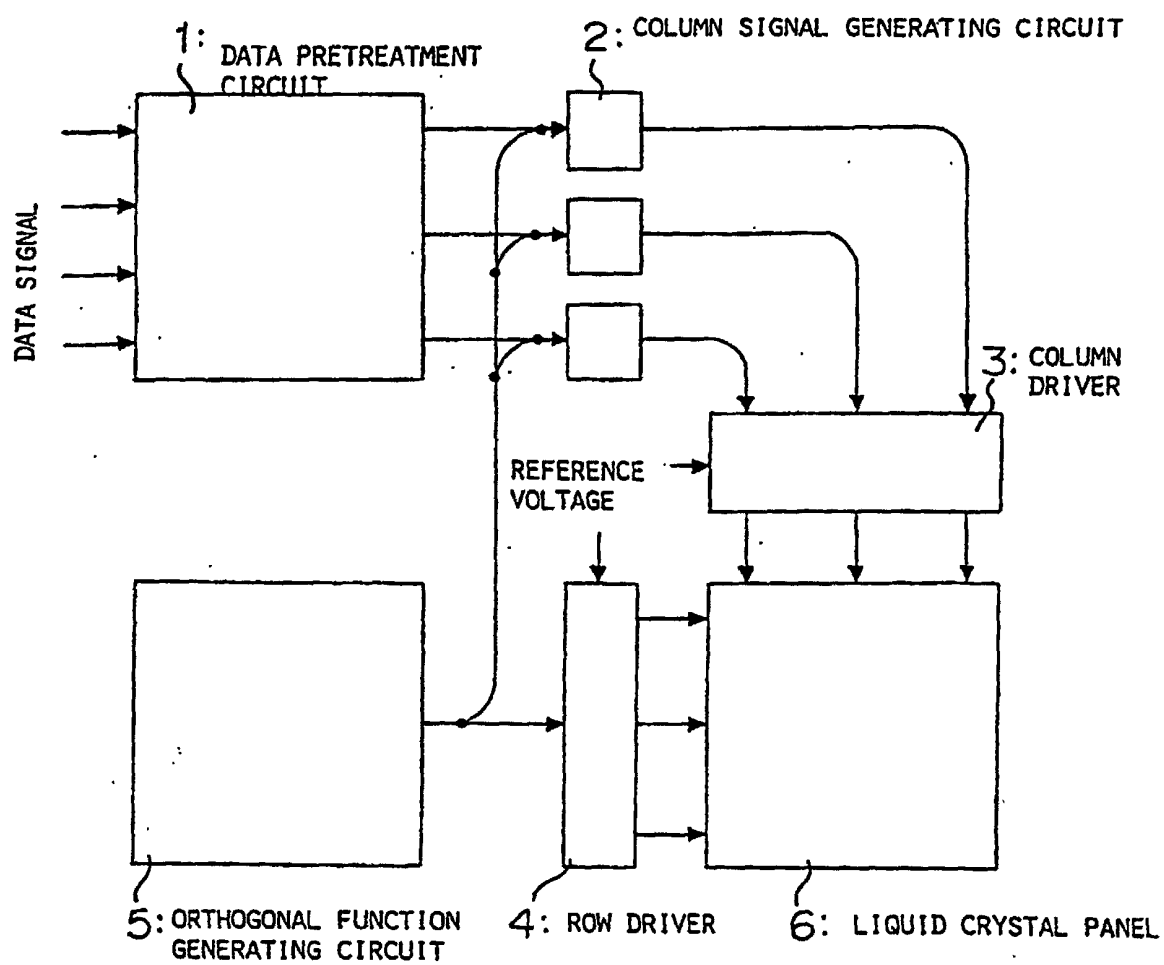 1: DATA PRETREATMENT
CIRCUIT
2: COLUMN SIGNAL GENERATING CIRCUIT
DATA SIGNAL
3: COLUMN
DRIVER
REFERENCE
VOLTAGE
5: ORTHOGONAL FUNCTION
GENERATING CIRCUIT
4: ROW DRIVER
6: LIQUID CRYSTAL PANEL